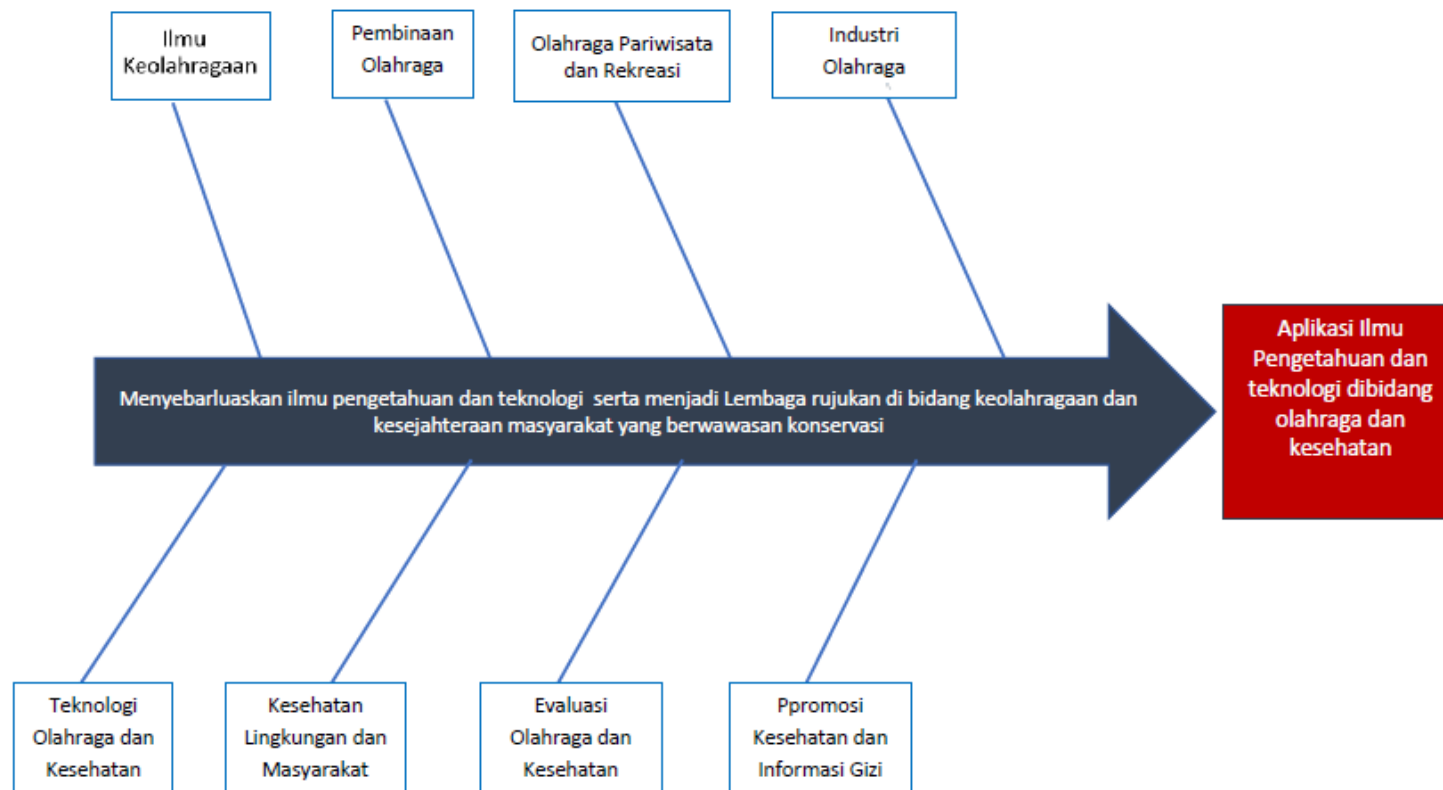 Ilmu
Keolahragaan
Pembinaan
Olahraga
Olahraga Pariwisata
dan Rekreasi
Industri
Olahraga
Menyebarluaskan ilmu pengetahuan dan teknologi serta menjadi Lembaga rujukan di bidang keolahragaan dan
kesejahteraan masyarakat yang berwawasan konservasi
Aplikasi Ilmu
Pengetahuan dan
teknologi dibidang
olahraga dan
kesehatan
Teknologi
Olahraga dan
Kesehatan
Kesehatan
Lingkungan dan
Masyarakat
Evaluasi
Olahraga dan
Kesehatan
Ppromosi
Kesehatan dan
Informasi Gizi